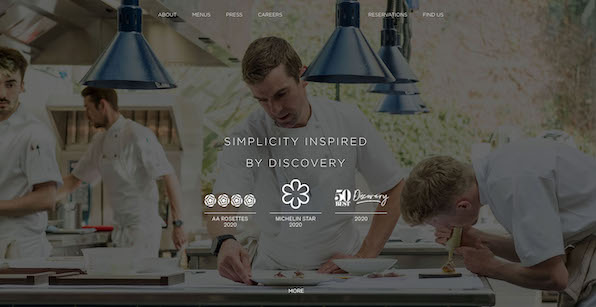 ABOUT MENUS PRESS CAREERS RESERVATIONS FIND US
SIMPLICITY INSPIRED
BY DISCOVERY
50 BEST Discovery
AA ROSETTES
2020
MICHELIN STAR
2020
2020
MORE